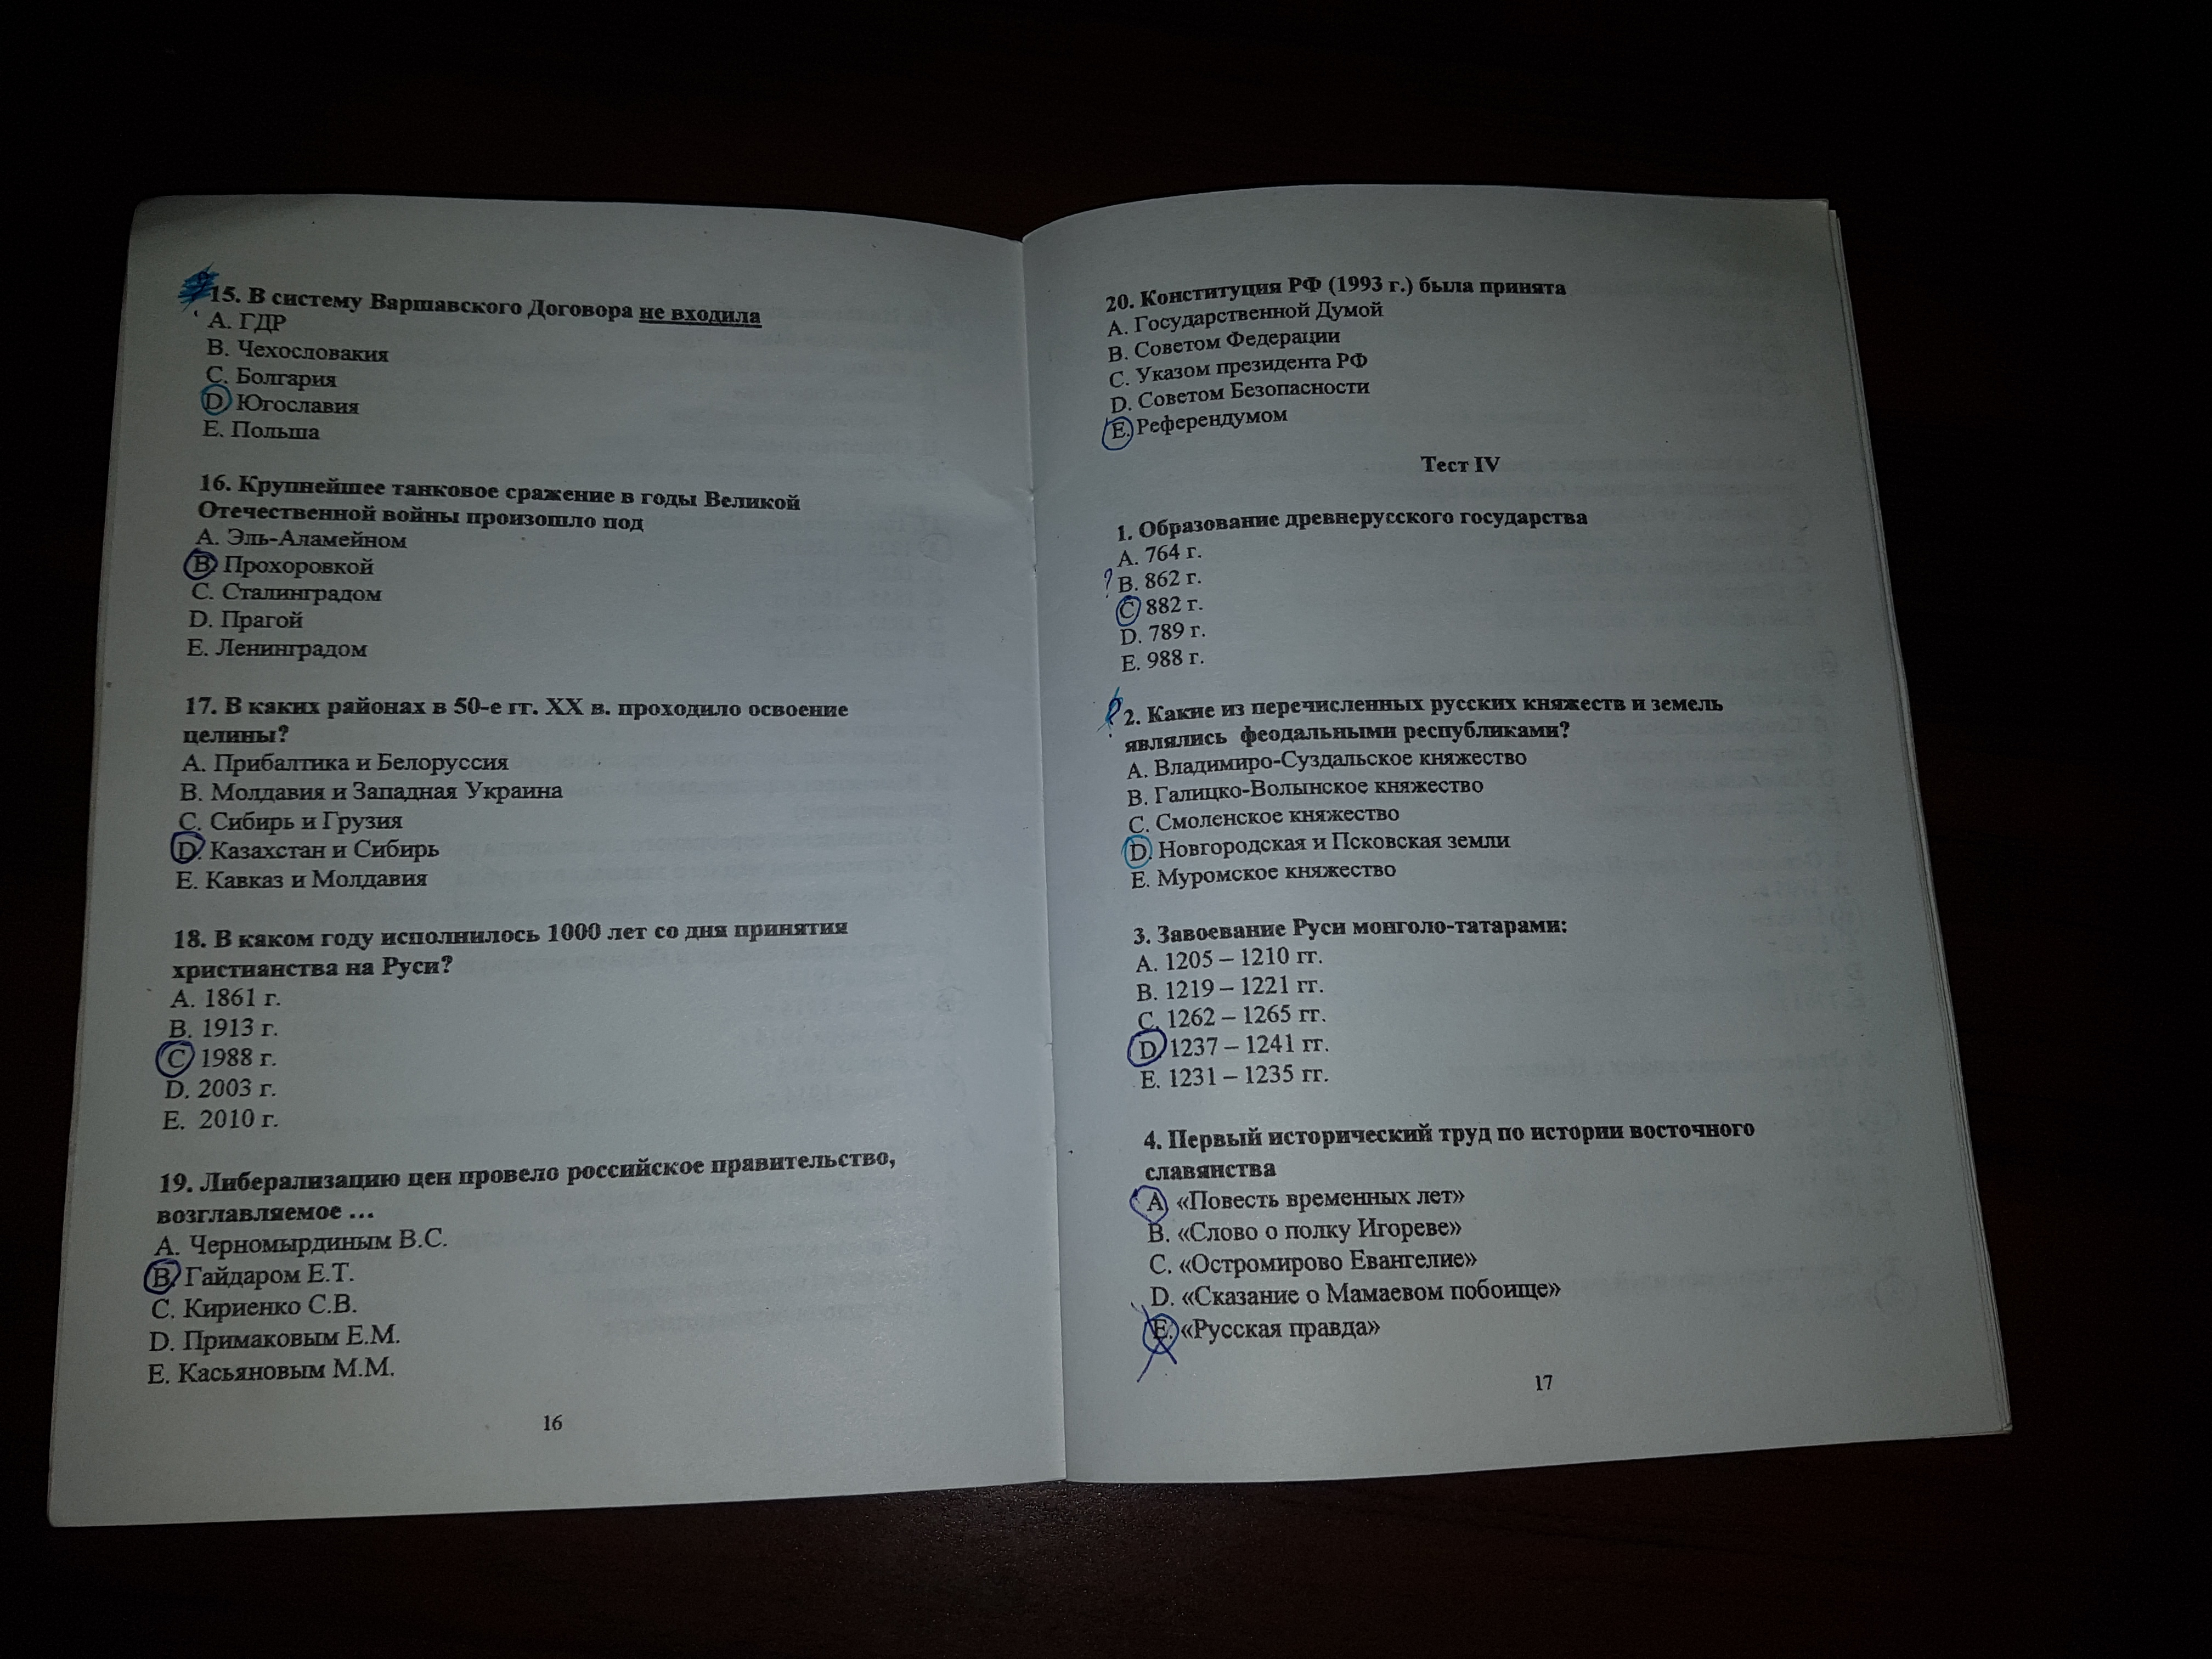 15. В систему Варшавского Договора не входила
А. ГДР
В. Чехословакия
С. Болгария
D Югославия
Е. Польша
16. Крупнейшее танковое сражение в годы Великой
Отечественной войны произошло под
А. Эль-Аламейном
В. Прохоровкой
С. Сталинградом
D. Прагой
Е. Ленинградом
17. В каких районах в 50-е гг. XX в. проходило освоение
целины?
А. Прибалтика и Белоруссия
В. Молдавия и Западная Украина
С. Сибирь и Грузия
D. Казахстан и Сибирь
Е. Кавказ и Молдавия
18. В каком году исполнилось 1000 лет со дня принятия
христианства на Руси?
А. 1861 г.
В. 1913 г.
С 1988 г.
D. 2003 г.
Е. 2010 г.
19. Либерализацию цен провело российское правительство,
возглавляемое ...
А. Черномырдиным В.С.
В. Гайдаром Е.Т.
С. Кириенко С.В.
D. Примаковым Е.М.
Е. Касьяновым М.М.
16
20. Конституция РФ (1993 г.) была принята
А. Государственной Думой
В. Советом Федерации
С. Указом президента РФ
D. Советом Безопасности
Е. Референдумом
Тест IV
1. Образование древнерусского государства
А. 764 г.
? В. 862 г.
С 882 г.
D. 789 г.
Е. 988 г.
? 2. Какие из перечисленных русских княжеств и земель
являлись феодальными республиками?
А. Владимиро-Суздальское княжество
В. Галицко-Волынское княжество
С. Смоленское княжество
D. Новгородская и Псковская земли
Е. Муромское княжество
3. Завоевание Руси монголо-татарами:
А. 1205 – 1210 гг.
В. 1219 – 1221 гг.
С. 1262 – 1265 гг.
D 1237 – 1241 гг.
Е. 1231 – 1235 гг.
4. Первый исторический труд по истории восточного
славянства
А «Повесть временных лет»
В. «Слово о полку Игореве»
С. «Остромирово Евангелие»
D. «Сказание о Мамаевом побоище»
Е. «Русская правда»
17